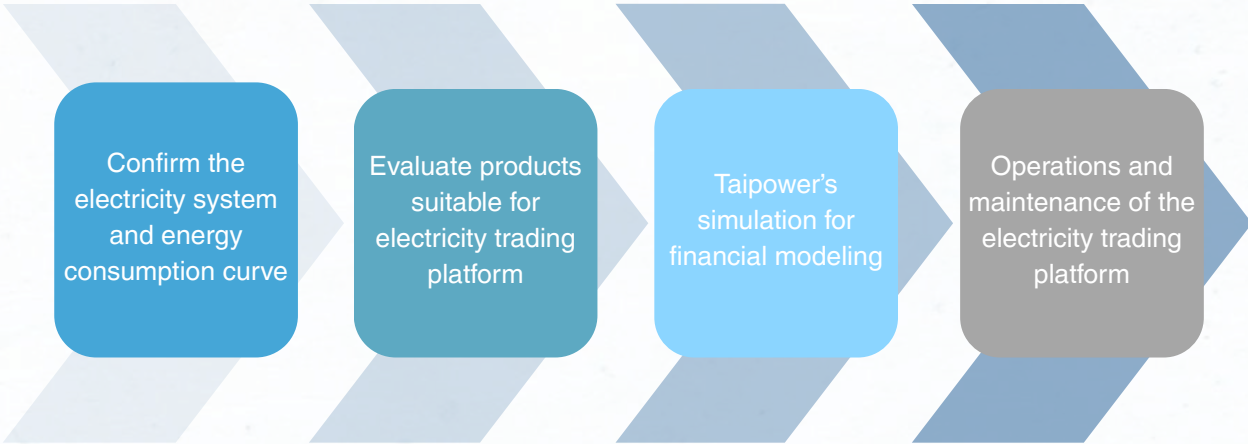 Confirm the
electricity system
and energy
consumption curve
Evaluate products
suitable for
electricity trading
platform
Taipower’s
simulation for
financial modeling
Operations and
maintenance of the
electricity trading
platform